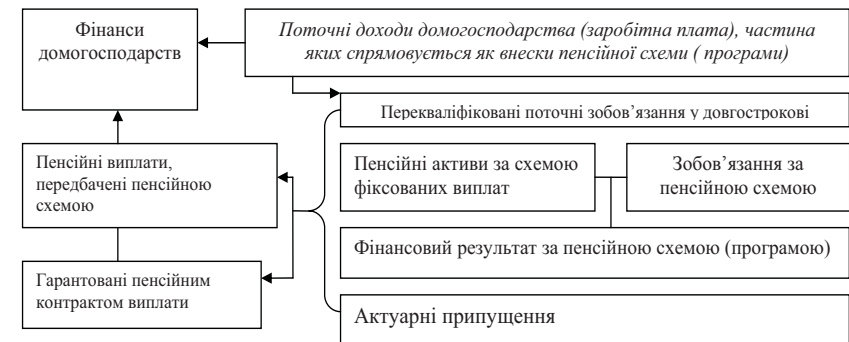 Фінанси
домогосподарств
Поточні доходи домогосподарства (заробітна плата), частина
яких спрямовується як внески пенсійної схеми ( програми)
Перекваліфіковані поточні зобов’язання у довгострокові
Пенсійні виплати,
передбачені пенсійною
схемою
Пенсійні активи за схемою
фіксованих виплат
Зобов’язання за
пенсійною схемою
Фінансовий результат за пенсійною схемою (програмою)
Гарантовані пенсійним
контрактом виплати
Актуарні припущення